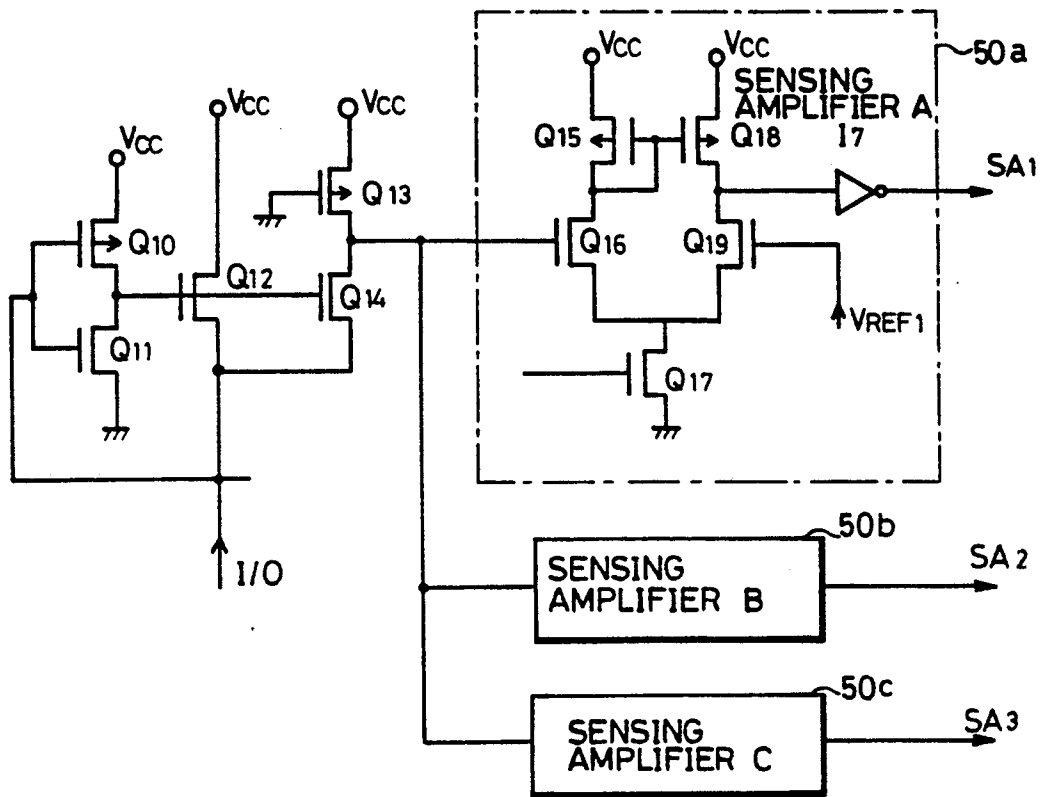 VCC
VCC
50a
SENSING
AMPLIFIER A
VCC
VCC
VCC
Q15
Q18
I7
SA1
Q13
Q10
Q12
Q14
Q16
Q19
Q11
VREF1
Q17
I/O
50b
SENSING
AMPLIFIER B
SA2
50c
SENSING
AMPLIFIER C
SA3